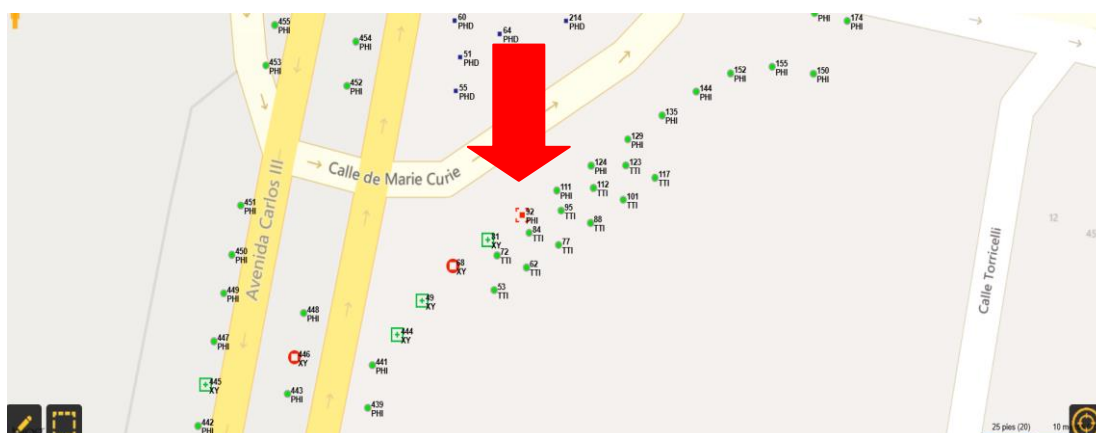 455
PHI
60
PHD
64
PHD
214
PHD
174
PHI
PHI
454
PHI
453
PHI
51
PHD
452
PHI
55
PHD
152
PHI
155
PHI
150
PHI
144
PHI
135
PHI
129
PHI
Calle de Marie Curie
124
PHI
123
TTI
117
TTI
111
PHI
112
TTI
101
TTI
451
PHI
92
PHI
95
TTI
88
TTI
84
TTI
81
XY
77
TTI
72
TTI
450
PHI
Avenida Carlos III
68
XY
62
TTI
53
TTI
449
PHI
49
XY
448
PHI
444
XY
447
PHI
446
XY
441
PHI
445
XY
443
PHI
439
PHI
442
PHI
12
45
Calle Torricelli
25 pies (20)
10 m